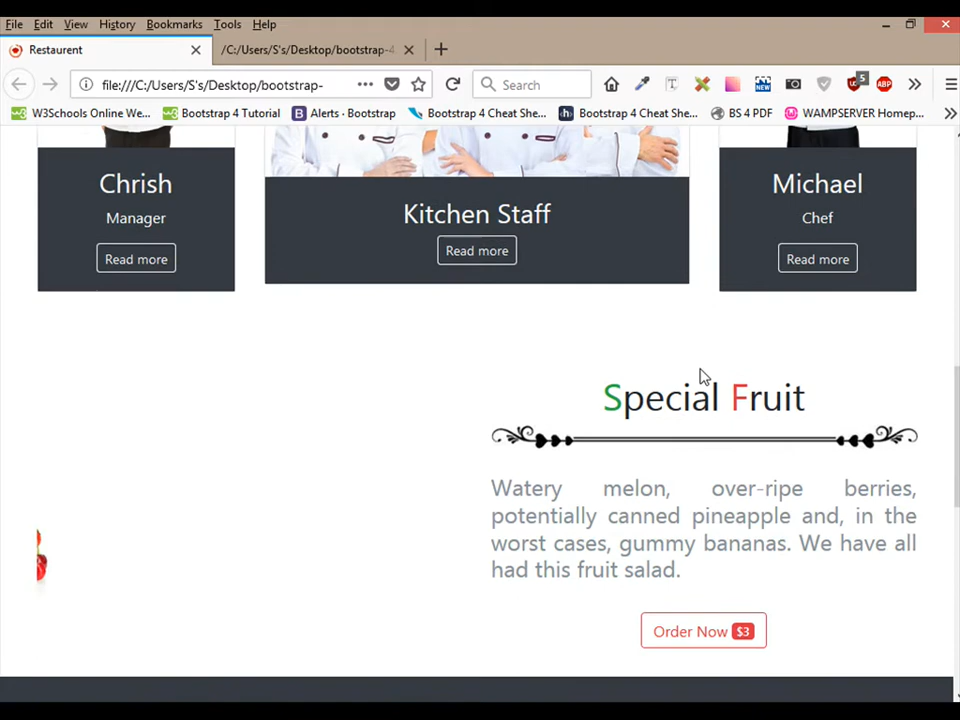 File Edit View History Bookmarks Tools Help
Restaurent
/C:/Users/S's/Desktop/bootstrap-4
file:///C:/Users/S's/Desktop/bootstrap-
Search
NEW
5
ABP
W3Schools Online We...
Bootstrap 4 Tutorial
Alerts · Bootstrap
Bootstrap 4 Cheat She...
Bootstrap 4 Cheat She...
BS 4 PDF
WAMPSERVER Homep...
Chrish
Manager
Read more
Kitchen Staff
Read more
Michael
Chef
Read more
Special Fruit
Watery melon, over-ripe berries,
potentially canned pineapple and, in the
worst cases, gummy bananas. We have all
had this fruit salad.
Order Now $3